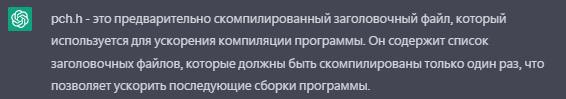 pch.h - это предварительно скомпилированный заголовочный файл, который
используется для ускорения компиляции программы. Он содержит список
заголовочных файлов, которые должны быть скомпилированы только один раз, что
позволяет ускорить последующие сборки программы.